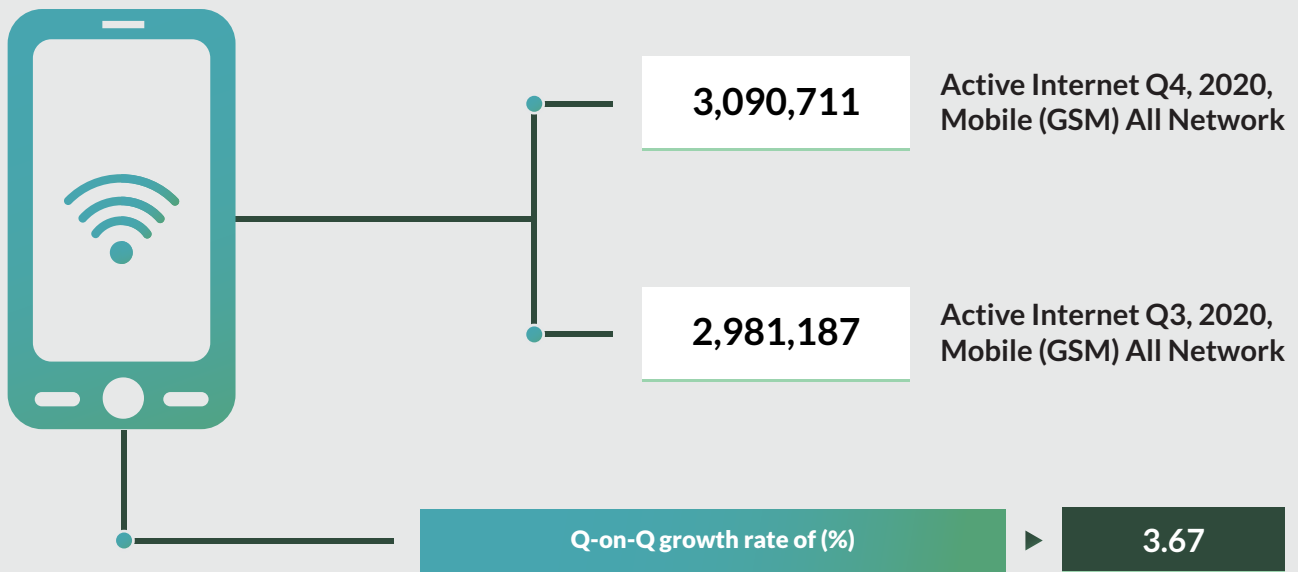 3,090,711
Active Internet Q4, 2020,
Mobile (GSM) All Network
2,981,187
Active Internet Q3, 2020,
Mobile (GSM) All Network
Q-on-Q growth rate of (%)
3.67